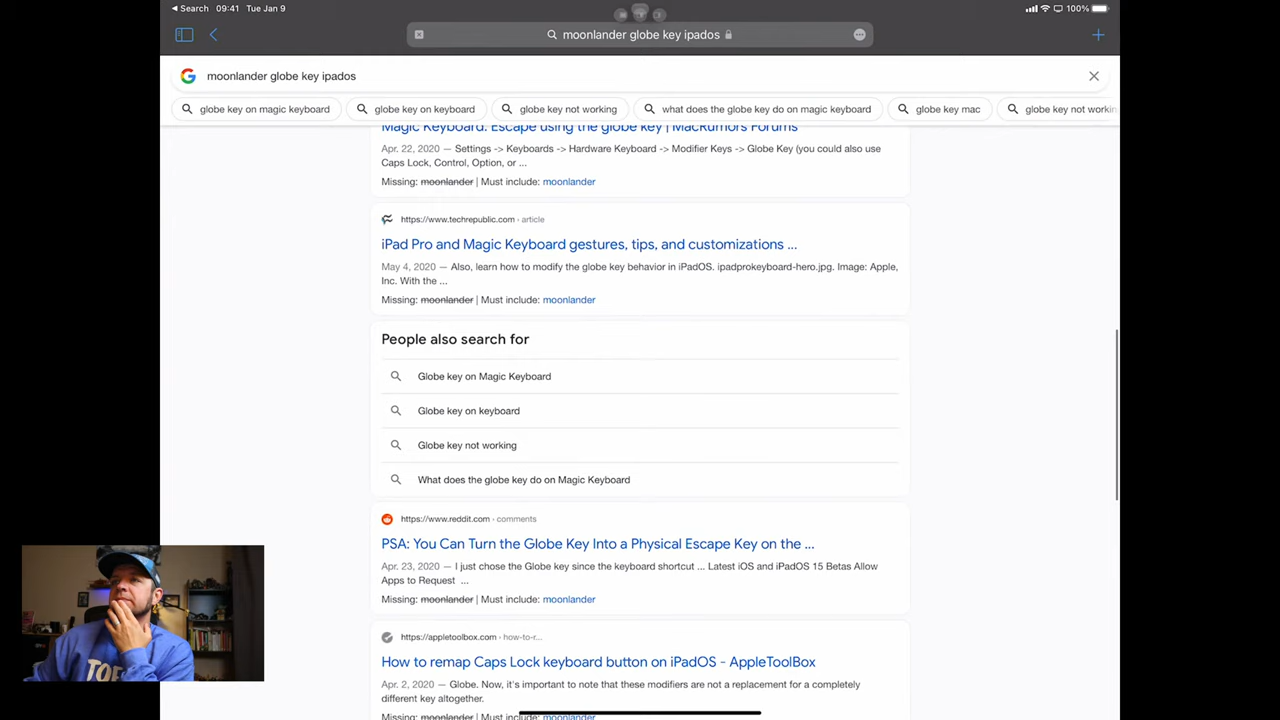 Search 09:41 Tue Jan 9 100%
moonlander globe key ipados
moonlander globe key ipados
globe key on magic keyboard globe key on keyboard globe key not working what does the globe key do on magic keyboard globe key mac globe key not workin
Magic Keyboard: Escape using the globe key | MacRumors Forums
Apr. 22, 2020 — Settings -> Keyboards -> Hardware Keyboard -> Modifier Keys -> Globe Key (you could also use
Caps Lock, Control, Option, or ...
Missing: moonlander | Must include: moonlander
https://www.techrepublic.com › article
iPad Pro and Magic Keyboard gestures, tips, and customizations ...
May 4, 2020 — Also, learn how to modify the globe key behavior in iPadOS. ipadprokeyboard-hero.jpg. Image: Apple,
Inc. With the ...
Missing: moonlander | Must include: moonlander
People also search for
Globe key on Magic Keyboard
Globe key on keyboard
Globe key not working
What does the globe key do on Magic Keyboard
https://www.reddit.com › comments
PSA: You Can Turn the Globe Key Into a Physical Escape Key on the ...
Apr. 23, 2020 — I just chose the Globe key since the keyboard shortcut ... Latest iOS and iPadOS 15 Betas Allow
Apps to Request ...
Missing: moonlander | Must include: moonlander
https://appletoolbox.com › how-to-r...
How to remap Caps Lock keyboard button on iPadOS - AppleToolBox
Apr. 2, 2020 — Globe. Now, it's important to note that these modifiers are not a replacement for a completely
different key altogether.
Missing: moonlander | Must include: moonlander